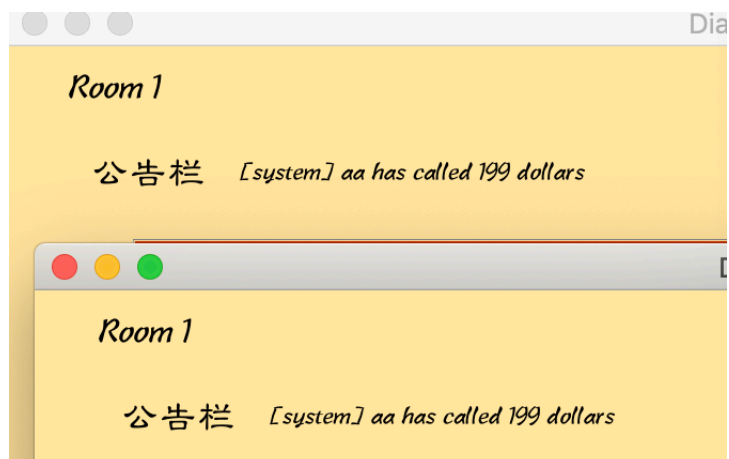 Dia
Room 1
公告栏 [system] aa has called 199 dollars
D
Room 1
公告栏 [system] aa has called 199 dollars